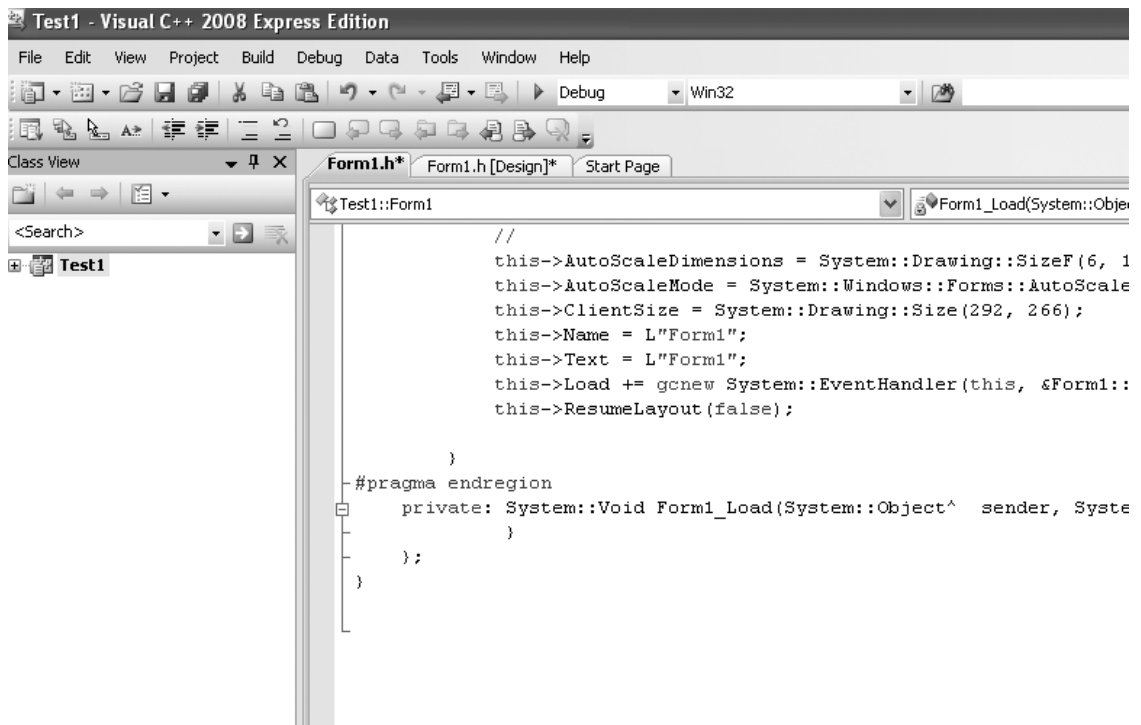 Test1 - Visual C++ 2008 Express Edition
File Edit View Project Build Debug Data Tools Window Help
Debug Win32
Class View
Form1.h* Form1.h [Design]* Start Page
Test1::Form1 Form1_Load(System::Obje
<Search>
Test1
//
this->AutoScaleDimensions = System::Drawing::SizeF(6, 1
this->AutoScaleMode = System::Windows::Forms::AutoScale
this->ClientSize = System::Drawing::Size(292, 266);
this->Name = L"Form1";
this->Text = L"Form1";
this->Load += gcnew System::EventHandler(this, &Form1::
this->ResumeLayout(false);
}
#pragma endregion
private: System::Void Form1_Load(System::Object^  sender, Syste
}
};
}